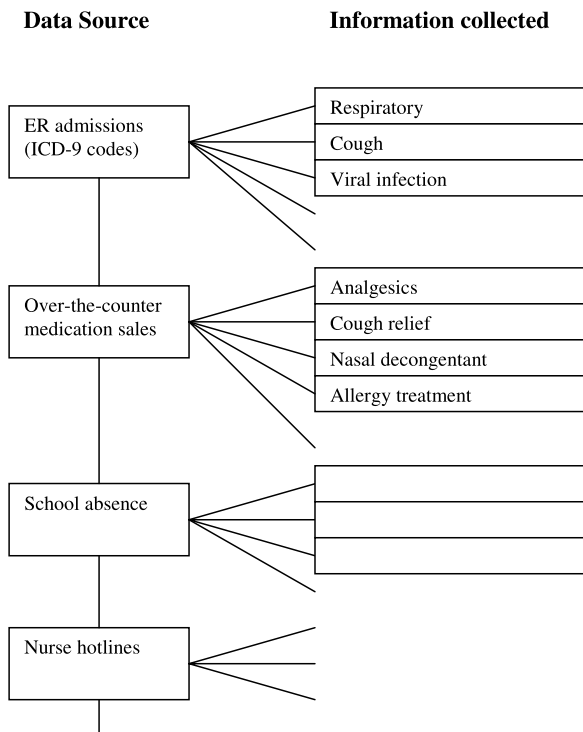 Data Source
Information collected
ER admissions
(ICD-9 codes)
Respiratory
Cough
Viral infection
Over-the-counter
medication sales
Analgesics
Cough relief
Nasal decongentant
Allergy treatment
School absence
Nurse hotlines